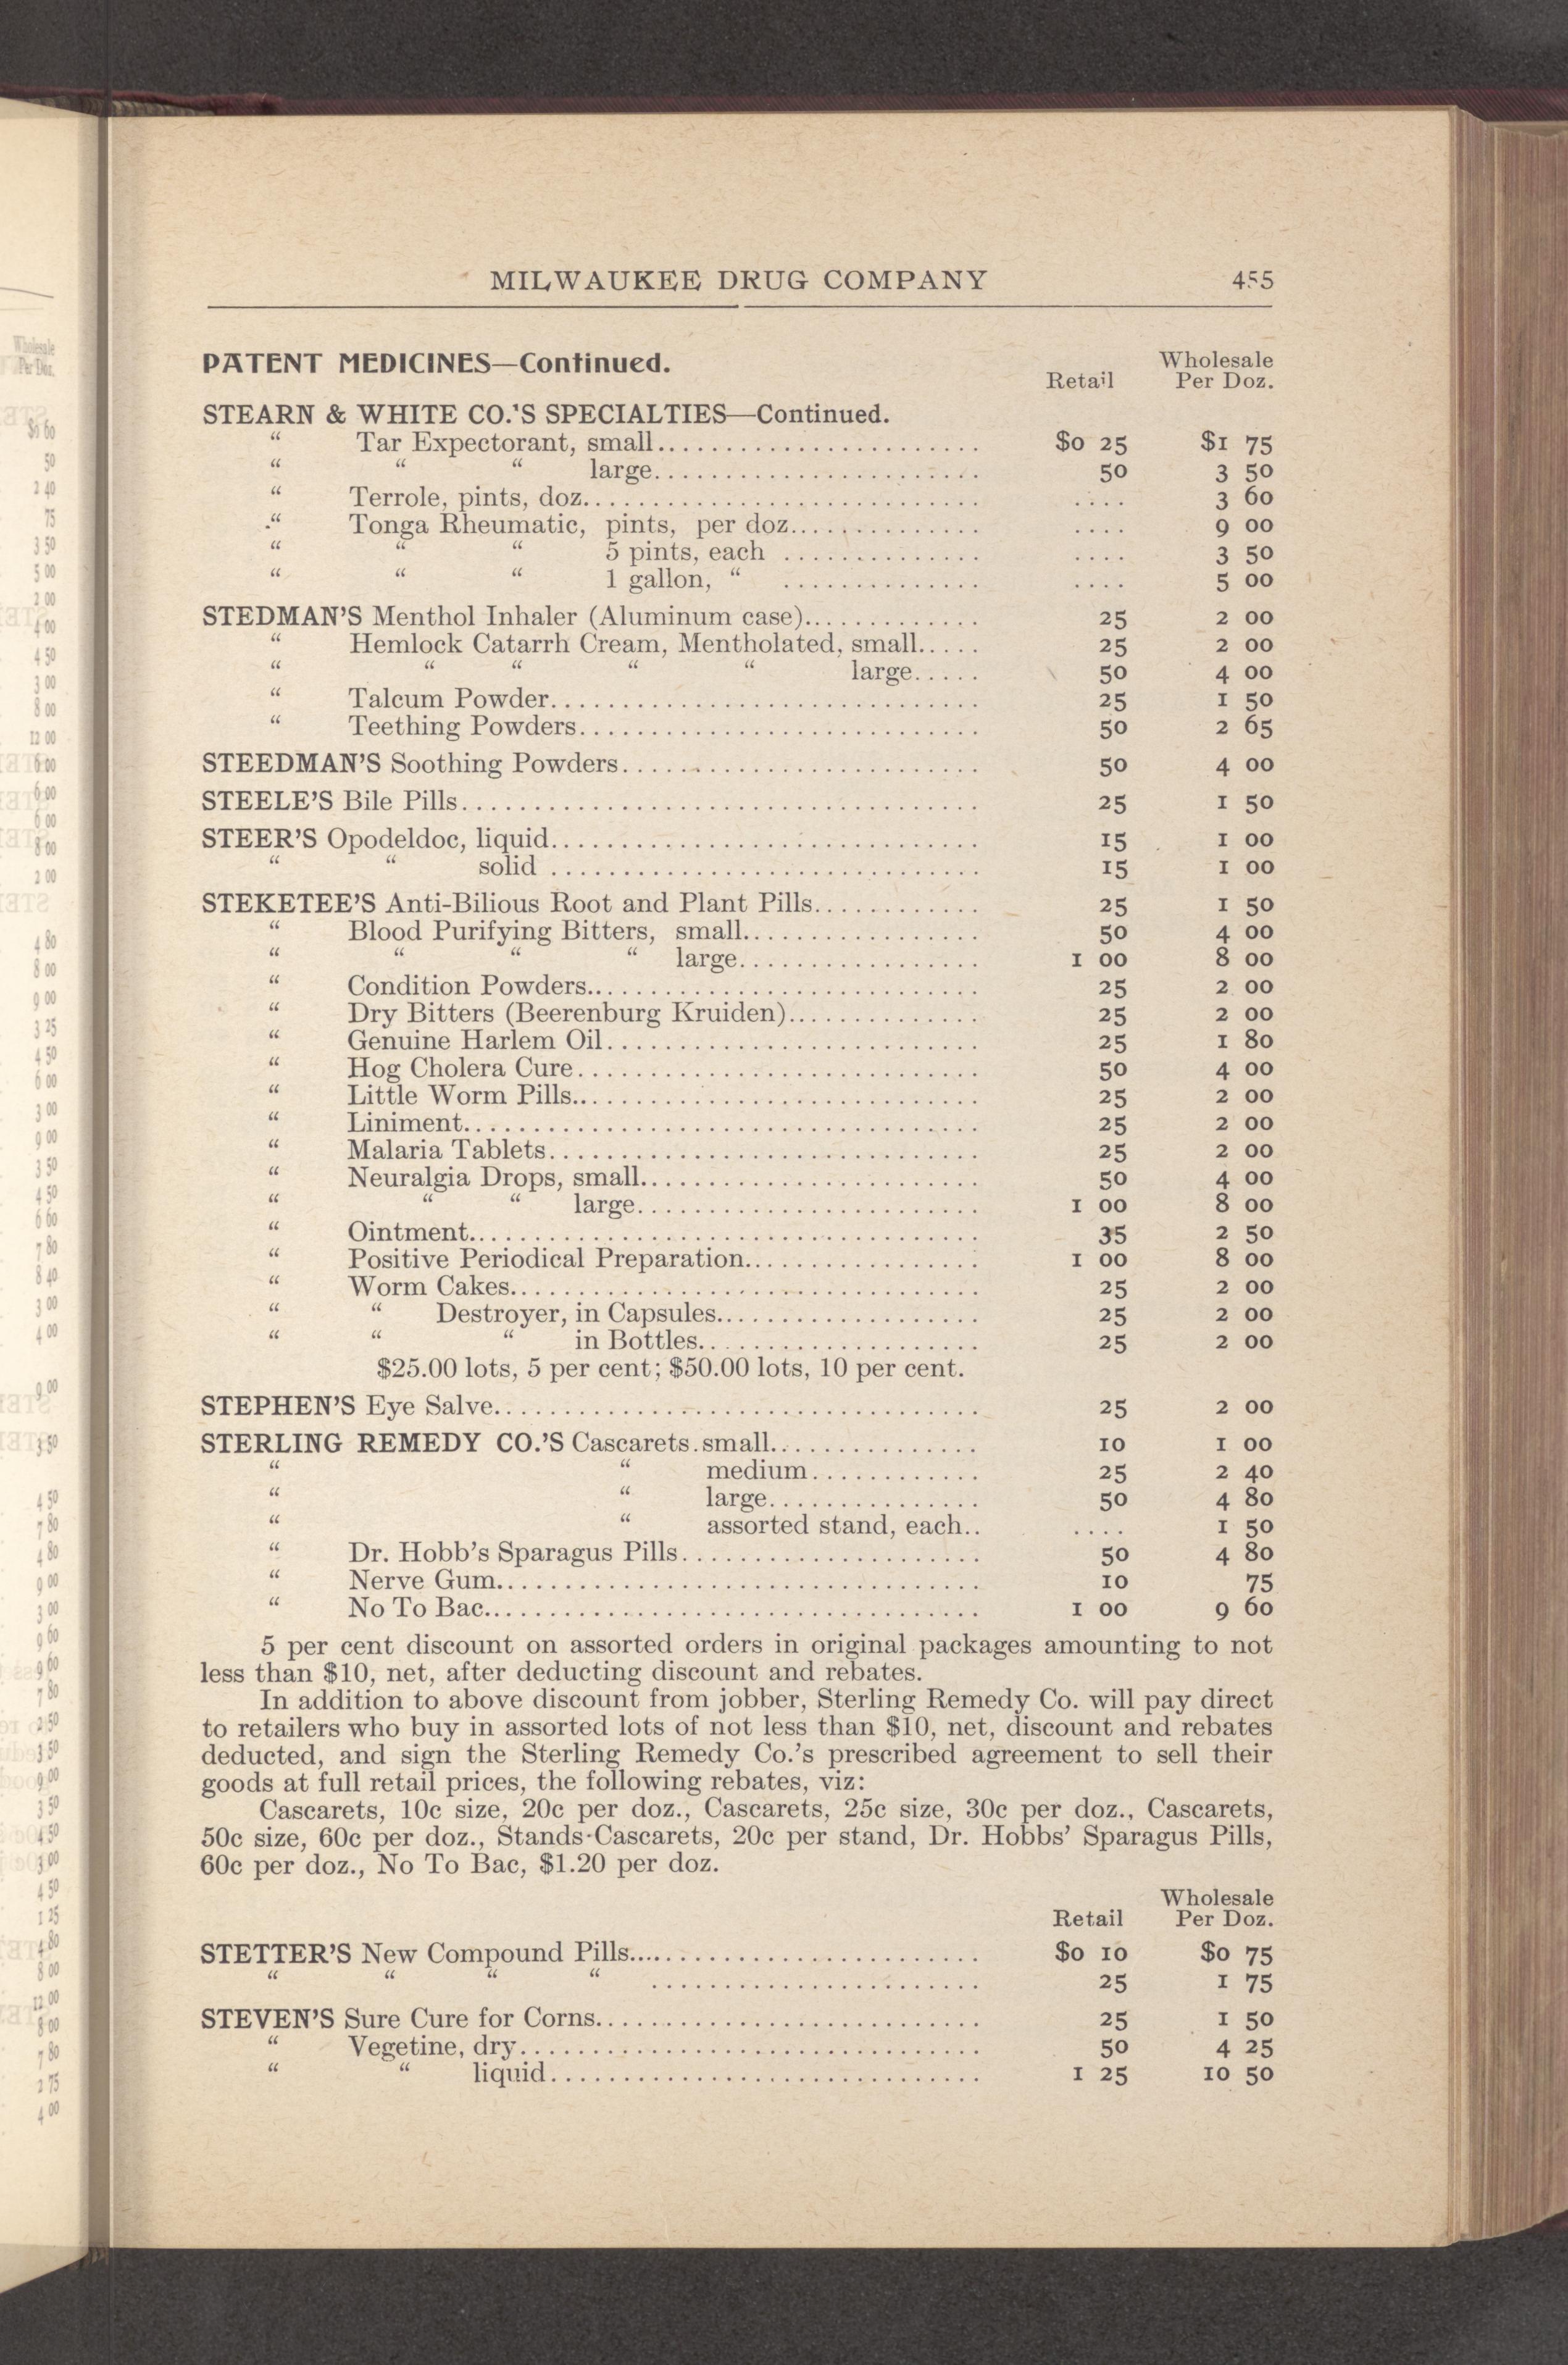 MILWAUKEE DRUG COMPANY 455
PATENT MEDICINES—Continued.
Retail Wholesale Per Doz.
STEARN & WHITE CO.'S SPECIALTIES—Continued.
“ Tar Expectorant, small........................ $0 25 $1 75
“ “ “ large........................ 50 3 50
“ Terrole, pints, doz............................ .... 3 60
“ Tonga Rheumatic, pints, per doz.............. .... 9 00
“ “ “ 5 pints, each .............. .... 3 50
“ “ “ 1 gallon, “ .............. .... 5 00
STEDMAN'S Menthol Inhaler (Aluminum case)............. 25 2 00
“ Hemlock Catarrh Cream, Mentholated, small..... 25 2 00
“ “ “ “ “ large..... 50 4 00
“ Talcum Powder.............................. 25 1 50
“ Teething Powders............................ 50 2 65
STEEDMAN'S Soothing Powders......................... 50 4 00
STEELE'S Bile Pills.................................... 25 1 50
STEER'S Opodeldoc, liquid.............................. 15 1 00
“ “ solid .............................. 15 1 00
STEKETEE'S Anti-Bilious Root and Plant Pills............ 25 1 50
“ Blood Purifying Bitters, small................. 50 4 00
“ “ “ “ large................. 1 00 8 00
“ Condition Powders........................... 25 2 00
“ Dry Bitters (Beerenburg Kruiden).............. 25 2 00
“ Genuine Harlem Oil.......................... 25 1 80
“ Hog Cholera Cure............................ 50 4 00
“ Little Worm Pills............................. 25 2 00
“ Liniment.................................... 25 2 00
“ Malaria Tablets.............................. 25 2 00
“ Neuralgia Drops, small........................ 50 4 00
“ “ “ large........................ 1 00 8 00
“ Ointment................................... 35 2 50
“ Positive Periodical Preparation................. 1 00 8 00
“ Worm Cakes................................. 25 2 00
“ “ Destroyer, in Capsules................... 25 2 00
“ “ “ in Bottles.................... 25 2 00
$25.00 lots, 5 per cent; $50.00 lots, 10 per cent.
STEPHEN'S Eye Salve................................. 25 2 00
STERLING REMEDY CO.'S Cascarets.small............... 10 1 00
“ “ medium............ 25 2 40
“ “ large............... 50 4 80
“ “ assorted stand, each.. .... 1 50
“ Dr. Hobb's Sparagus Pills..................... 50 4 80
“ Nerve Gum.................................. 10 75
“ No To Bac................................... 1 00 9 60
5 per cent discount on assorted orders in original packages amounting to not
less than $10, net, after deducting discount and rebates.
In addition to above discount from jobber, Sterling Remedy Co. will pay direct
to retailers who buy in assorted lots of not less than $10, net, discount and rebates
deducted, and sign the Sterling Remedy Co.'s prescribed agreement to sell their
goods at full retail prices, the following rebates, viz:
Cascarets, 10c size, 20c per doz., Cascarets, 25c size, 30c per doz., Cascarets,
50c size, 60c per doz., Stands-Cascarets, 20c per stand, Dr. Hobbs' Sparagus Pills,
60c per doz., No To Bac, $1.20 per doz.
Retail Wholesale Per Doz.
STETTER'S New Compound Pills........................ $0 10 $0 75
“ “ “ “ ....................... 25 1 75
STEVEN'S Sure Cure for Corns........................... 25 1 50
“ Vegetine, dry................................ 50 4 25
“ “ liquid.............................. 1 25 10 50